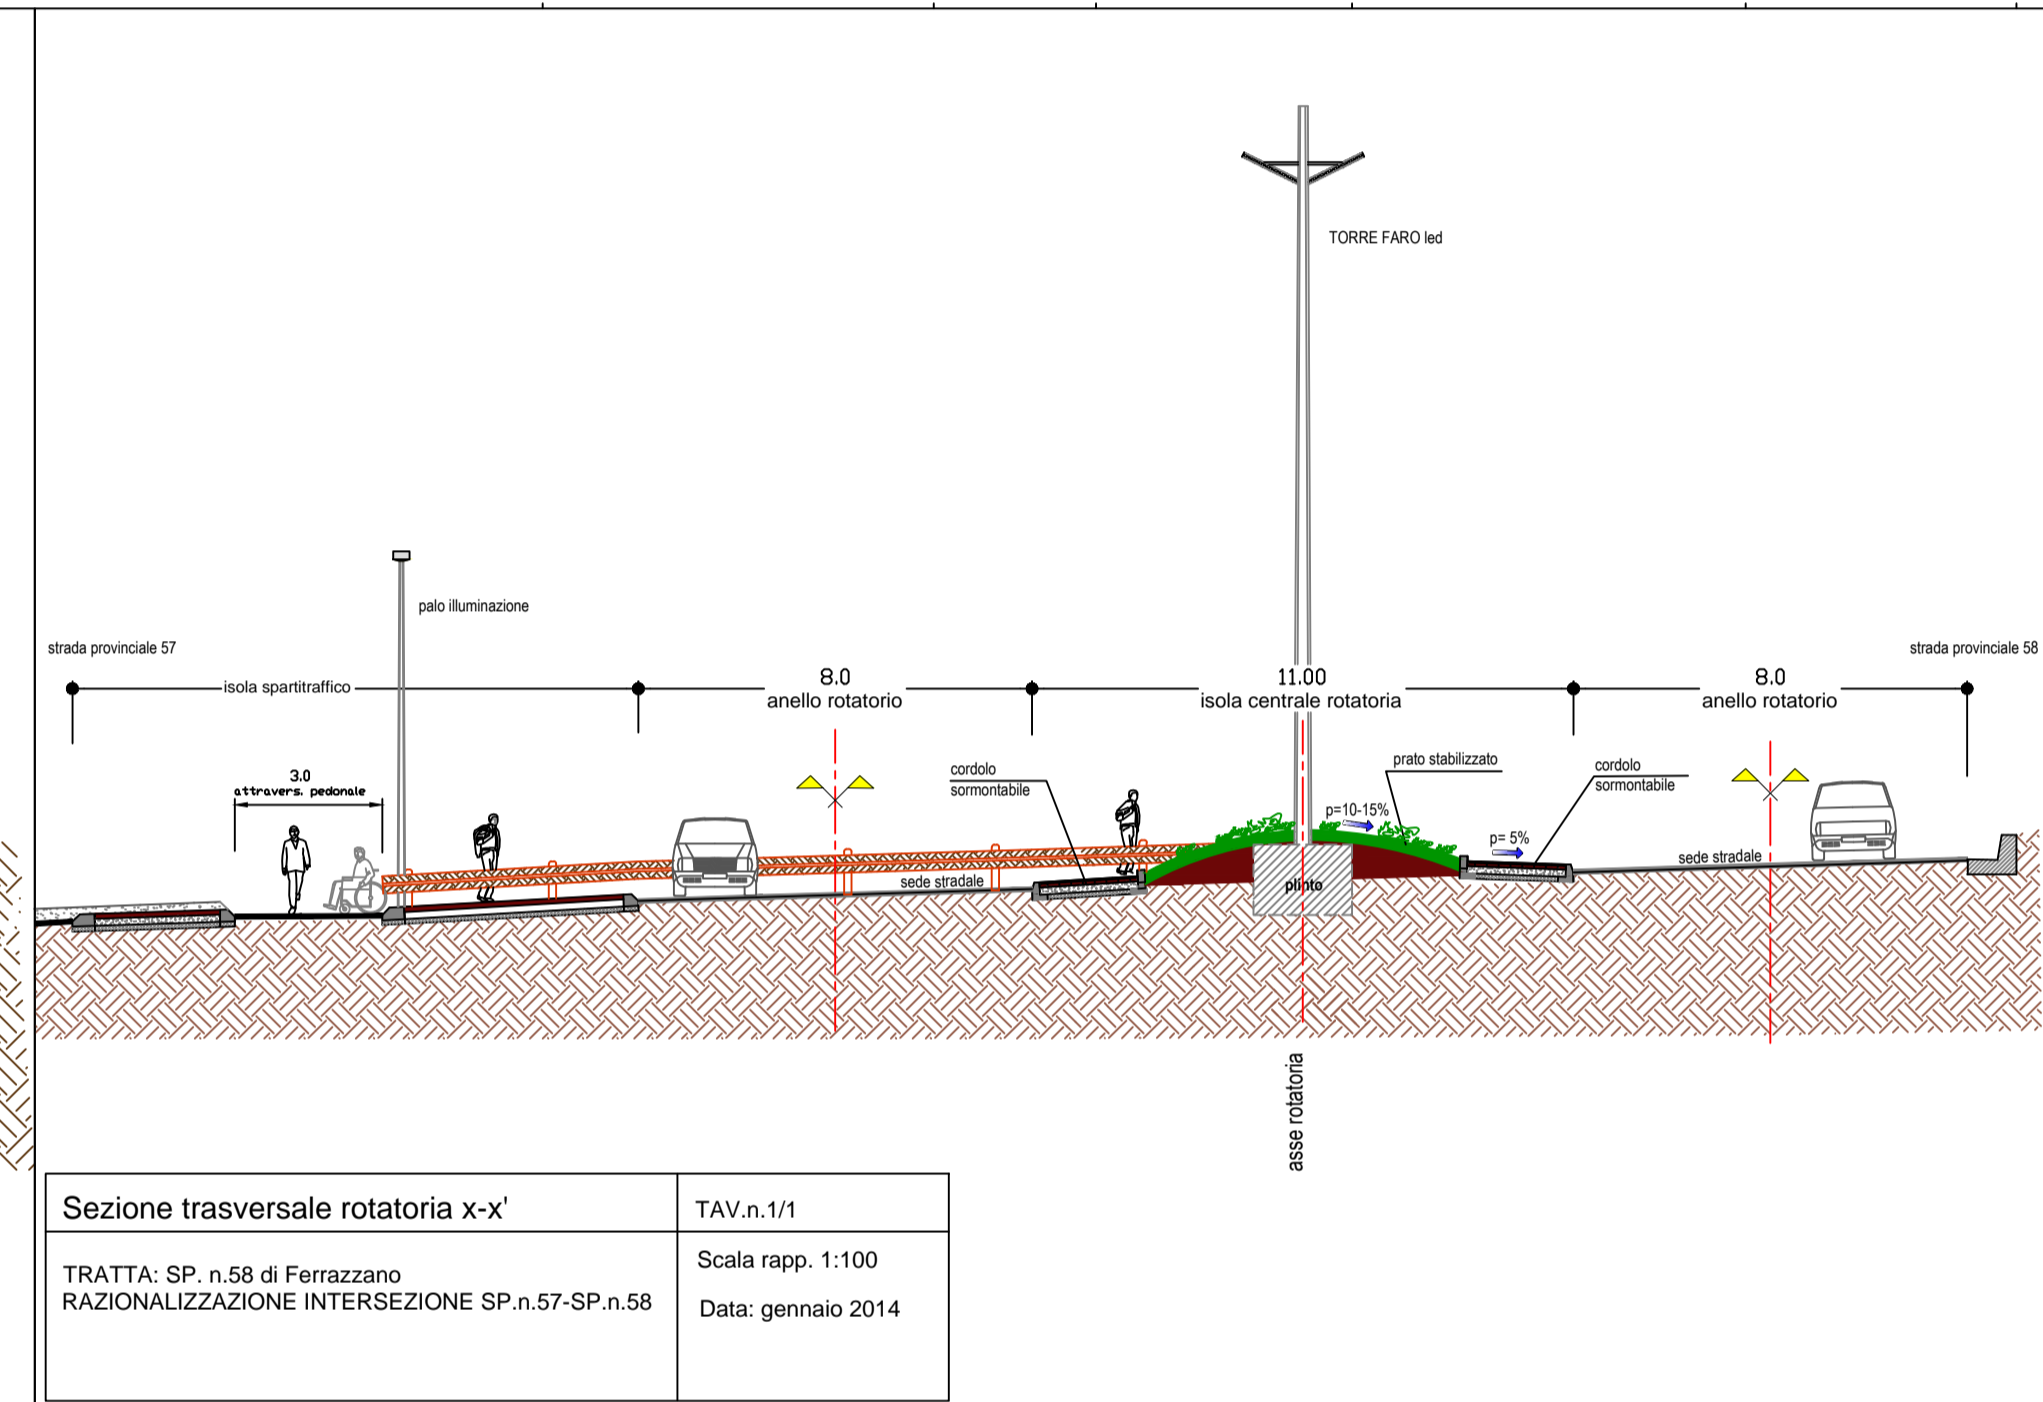 TORRE FARO led
palo illuminazione
strada provinciale 57
strada provinciale 58
isola spartitraffico
8.0
anello rotatorio
11.00
isola centrale rotatoria
8.0
anello rotatorio
3.0
attravers. pedonale
cordolo
sormontabile
prato stabilizzato
cordolo
sormontabile
p=10-15%
p= 5%
sede stradale
sede stradale
plinto
asse rotatoria
Sezione trasversale rotatoria x-x'
TAV.n.1/1
TRATTA: SP. n.58 di Ferrazzano
RAZIONALIZZAZIONE INTERSEZIONE SP.n.57-SP.n.58
Scala rapp. 1:100
Data: gennaio 2014